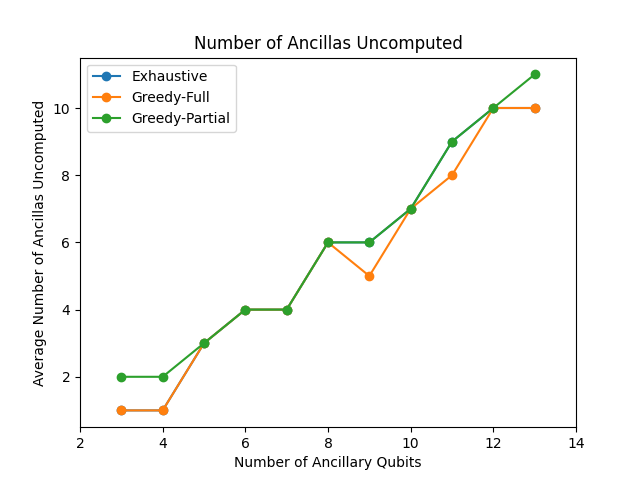 Number of Ancillas Uncomputed
Exhaustive
Greedy-Full
Greedy-Partial
Average Number of Ancillas Uncomputed
10
8
6
4
2
2 4 6 8 10 12 14
Number of Ancillary Qubits